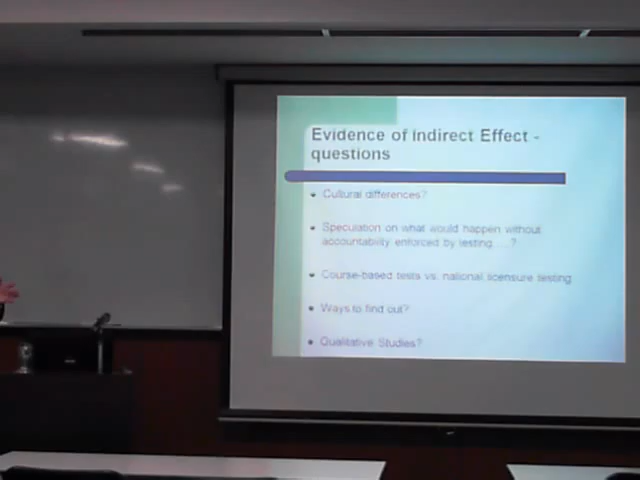 Evidence of Indirect Effect -
questions
Cultural differences?
Speculation on what would happen without
accountability enforced by testing....?
Course-based tests vs. national licensure testing
Ways to find out?
Qualitative Studies?